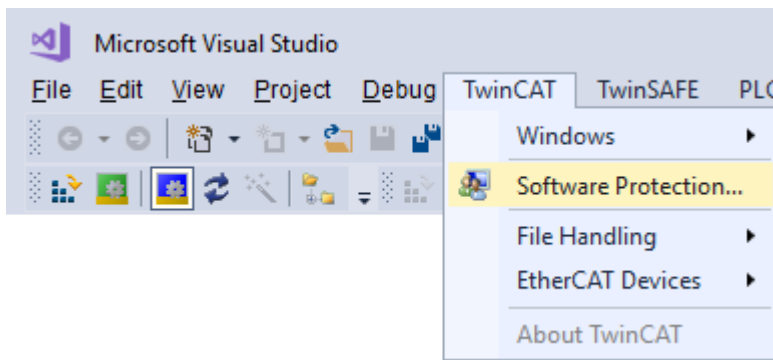 Microsoft Visual Studio
File Edit View Project Debug TwinCAT TwinSAFE PLC
Windows
Software Protection...
File Handling
EtherCAT Devices
About TwinCAT